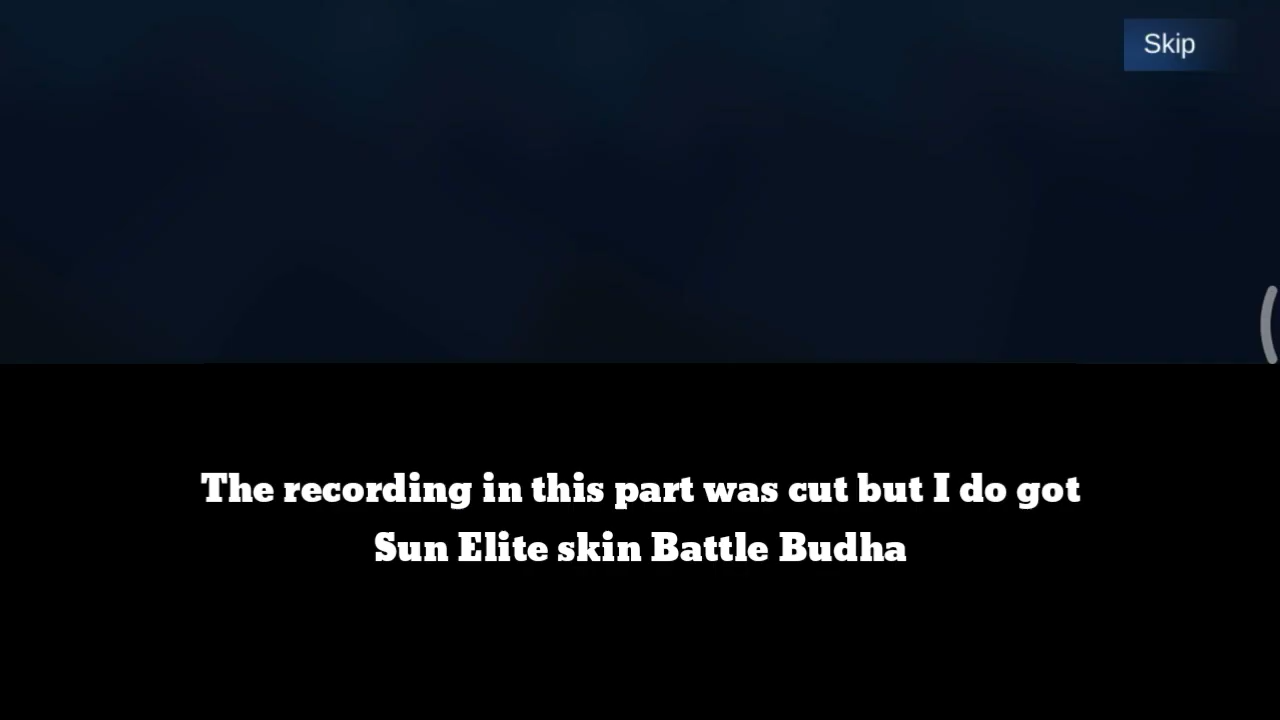 Skip
The recording in this part was cut but I do got
Sun Elite skin Battle Budha